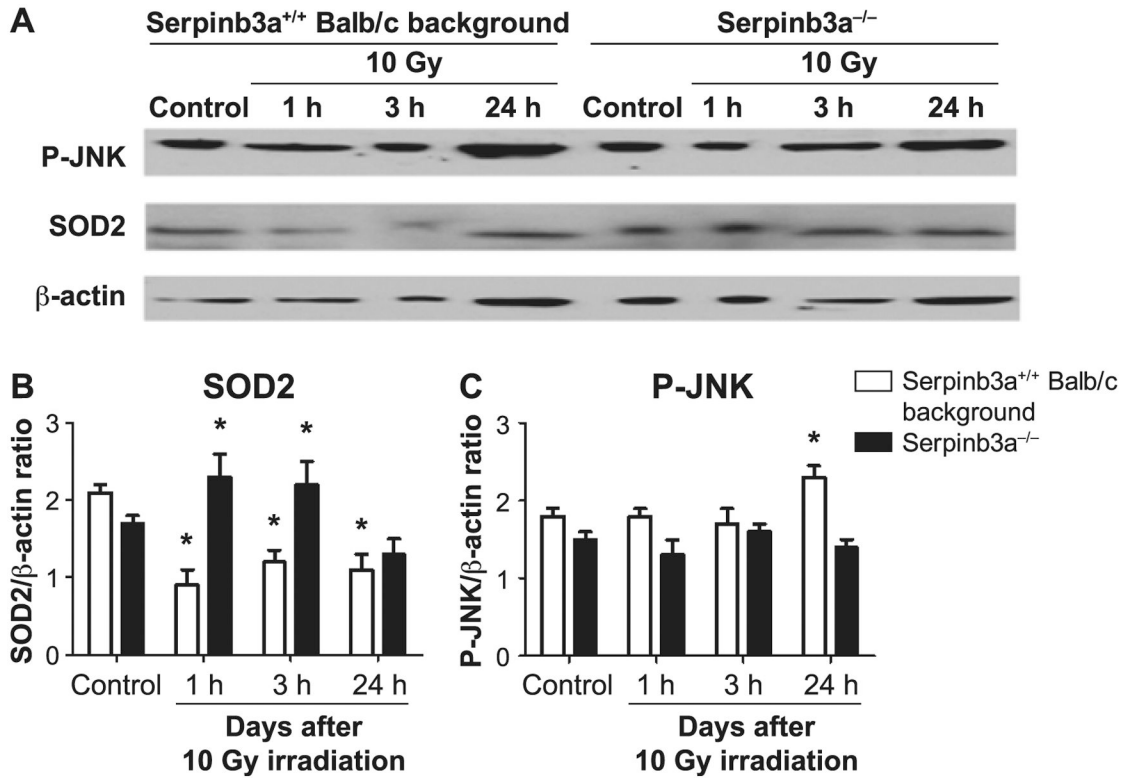 A
Serpinb3a+/+ Balb/c background Serpinb3a−/−
10 Gy 10 Gy
Control 1 h 3 h 24 h Control 1 h 3 h 24 h
P-JNK
SOD2
β-actin
B SOD2
SOD2/β-actin ratio
3
2
1
0
Control 1 h 3 h 24 h
* * * * *
Days after
10 Gy irradiation
C P-JNK
P-JNK/β-actin ratio
3
2
1
0
Control 1 h 3 h 24 h
*
Days after
10 Gy irradiation
Serpinb3a+/+ Balb/c
background
Serpinb3a−/−